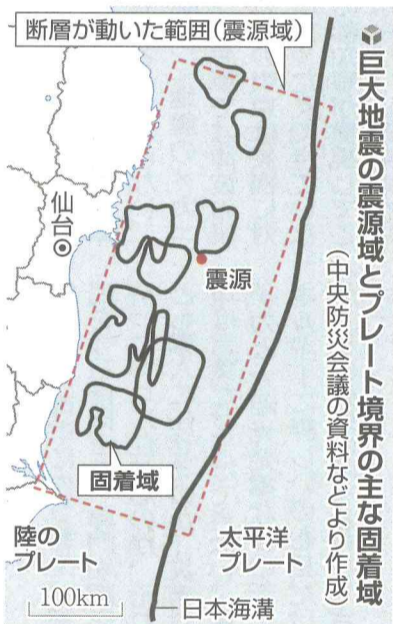 巨大地震の震源域とプレート境界の主な固着域
(中央防災会議の資料などより作成)
断層が動いた範囲(震源域)
仙台
震源
固着域
陸の
プレート
太平洋
プレート
100km
日本海溝